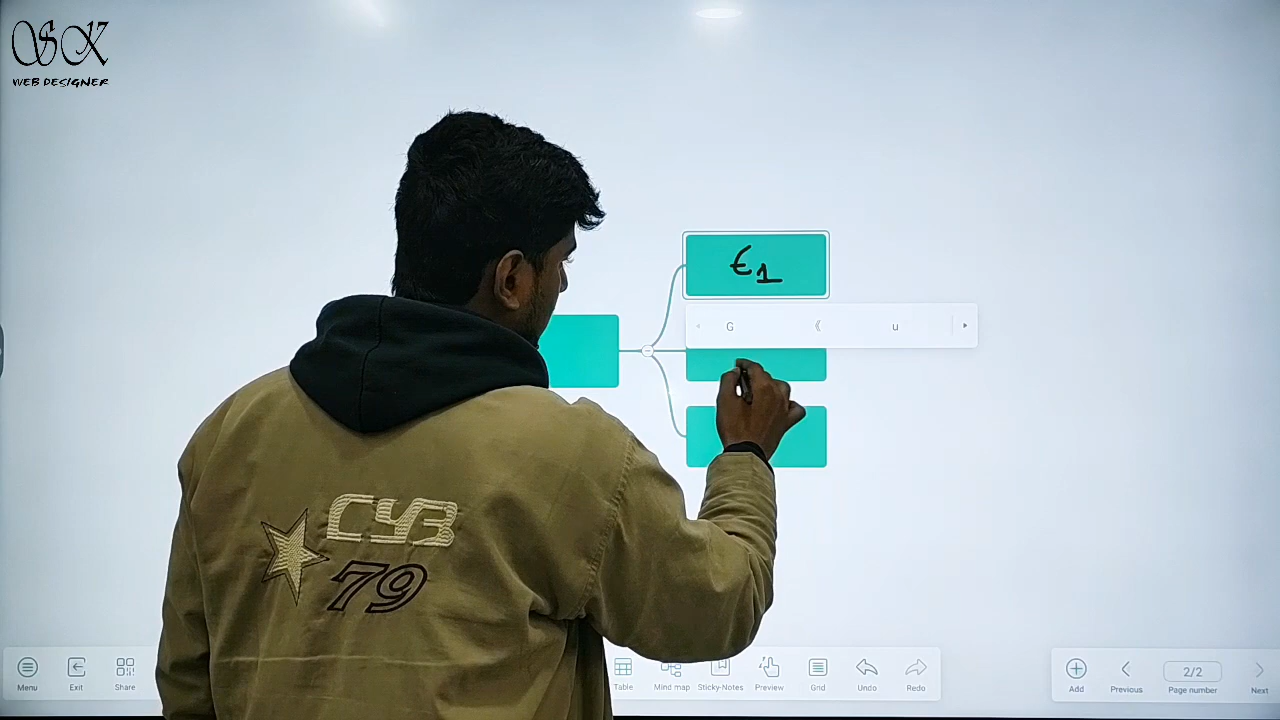 SK
WEB DESIGNER
€1
G 《 u
CYB
79
Menu Exit Share Table Mind map Sticky-Notes Preview Grid Undo Redo Add Previous 2/2 Page number Next